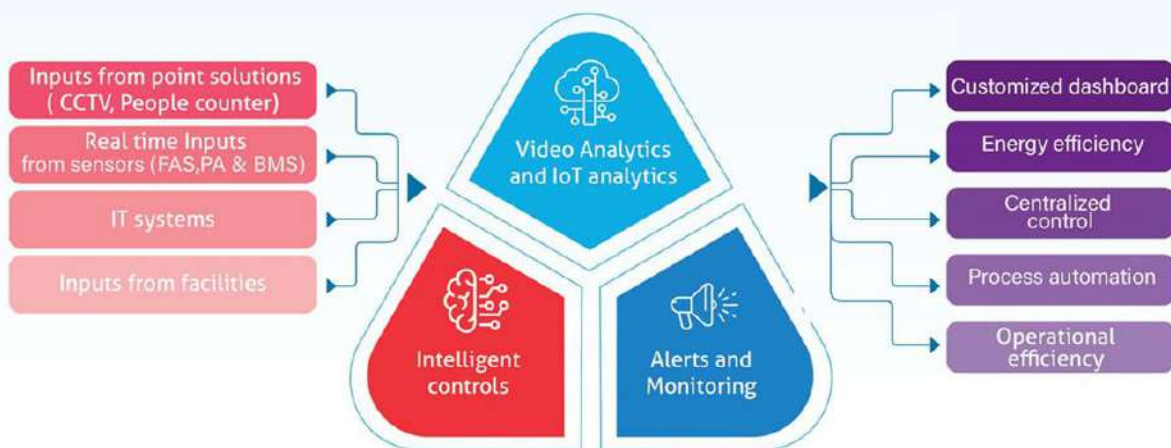 Inputs from point solutions
( CCTV, People counter)
Real time Inputs
from sensors (FAS,PA & BMS)
IT systems
Inputs from facilities
Video Analytics
and IoT analytics
Intelligent
controls
Alerts and
Monitoring
Customized dashboard
Energy efficiency
Centralized
control
Process automation
Operational
efficiency